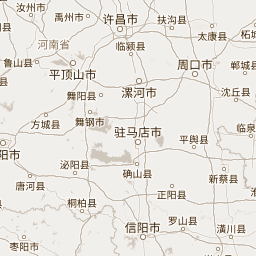 汝州市
禹州市
许昌市
扶沟县
太康县
柘城
河南省
临颍县
鲁山县
平顶山市
周口市
郸城县
舞阳县
漯河市
沈丘县
舞钢市
方城县
驻马店市
临泉
平舆县
阳市
泌阳县
确山县
新蔡县
唐河县
正阳县
桐柏县
罗山县
信阳市
潢川县
枣阳市